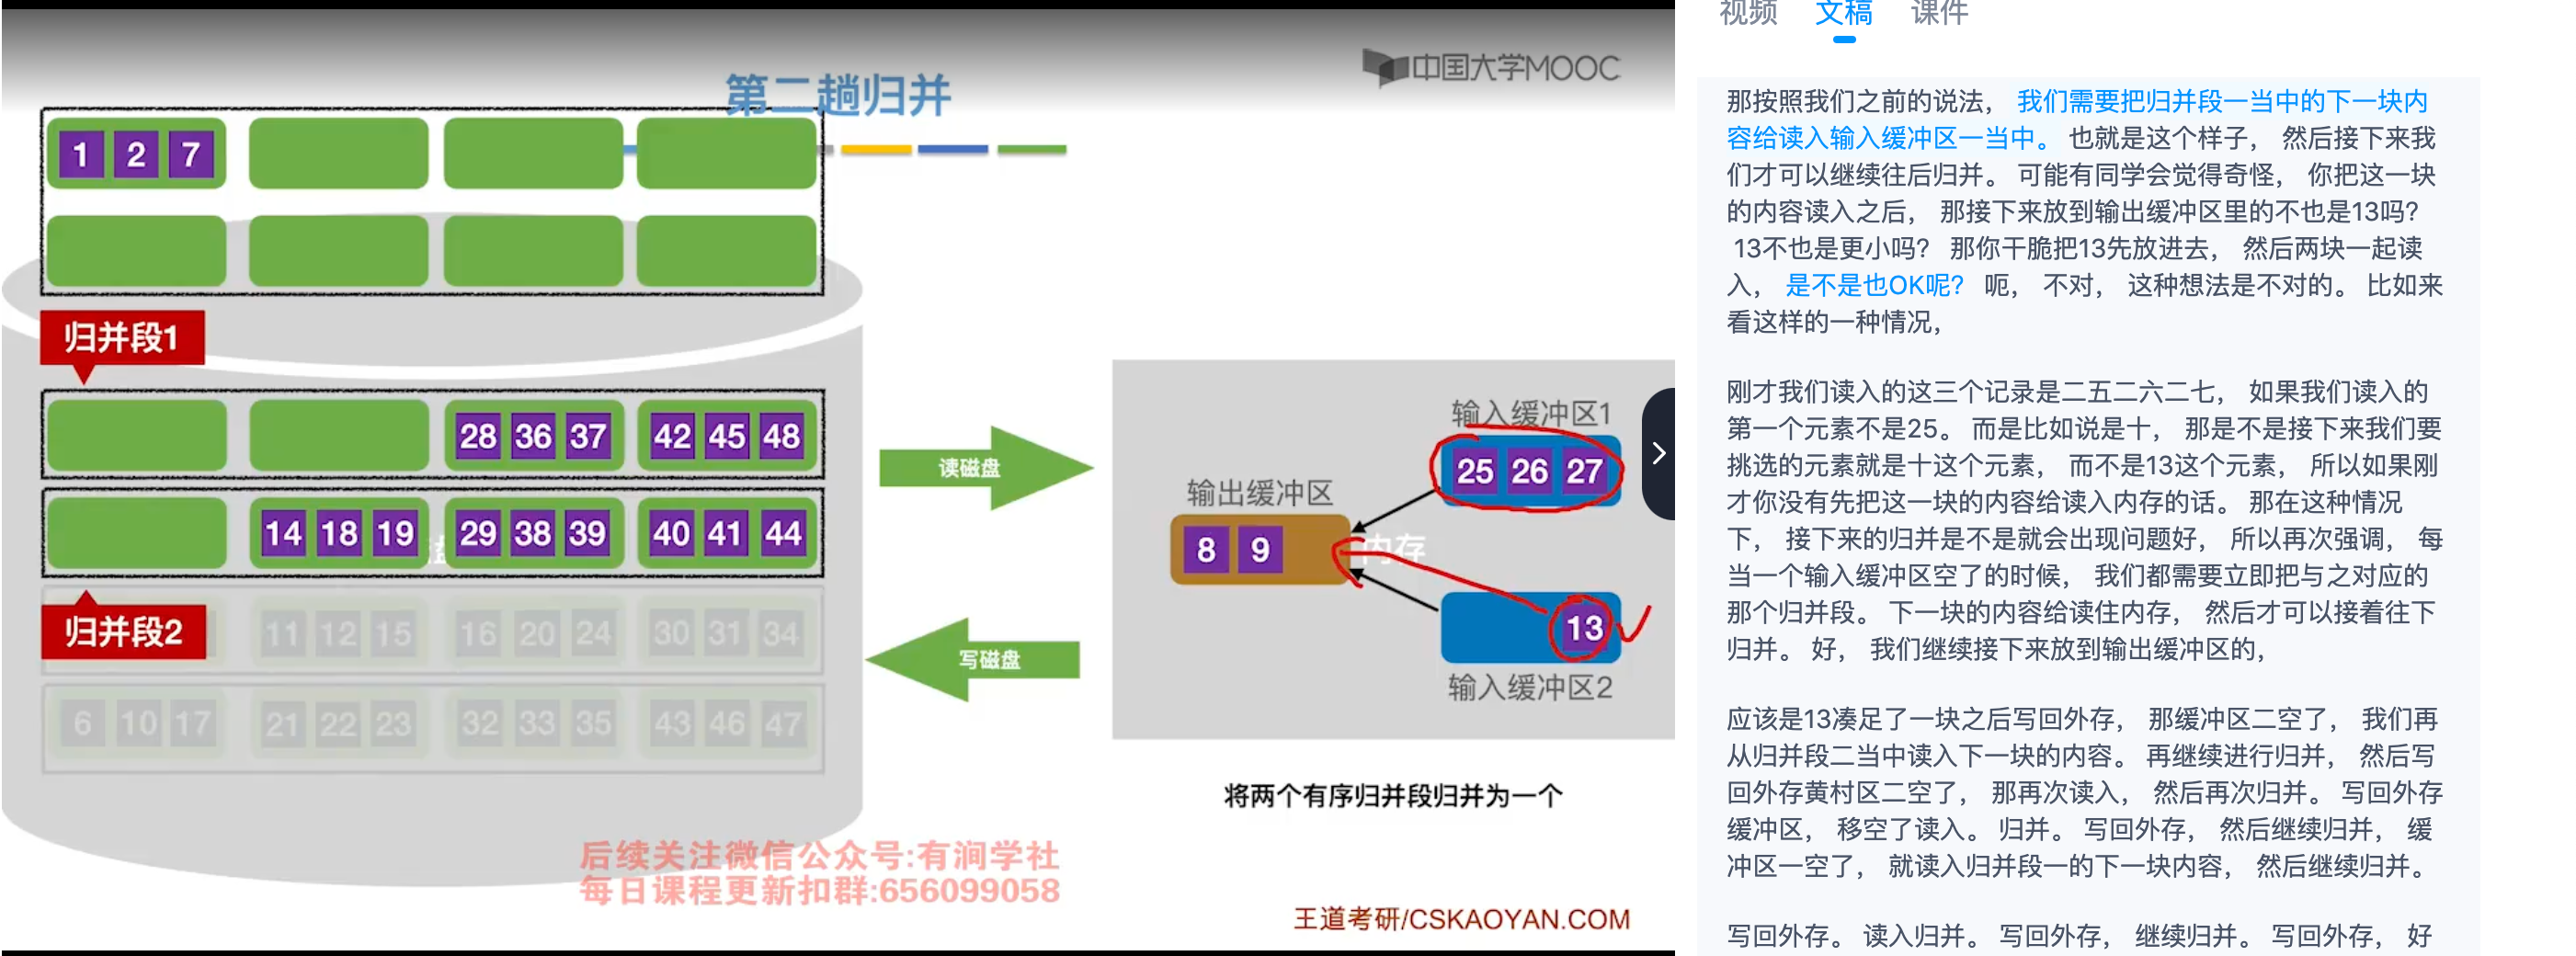 第二趟归并
中国大学MOOC
1 2 7
归并段1
28 36 37 42 45 48
14 18 19 29 38 39 40 41 44
归并段2
11 12 15 16 20 24 30 31 34
6 10 17 21 22 23 32 33 35 43 46 47
读磁盘
写磁盘
输入缓冲区1
25 26 27
输出缓冲区
8 9
内存
13
输入缓冲区2
将两个有序归并段归并为一个
后续关注微信公众号:有涧学社
每日课程更新扣群:656099058
王道考研/CSKAOYAN.COM
视频 文稿 课件
那按照我们之前的说法， 我们需要把归并段一当中的下一块内
容给读入输入缓冲区一当中。 也就是这个样子， 然后接下来我
们才可以继续往后归并。 可能有同学会觉得奇怪， 你把这一块
的内容读入之后， 那接下来放到输出缓冲区里的不也是13吗？
13不也是更小吗？ 那你干脆把13先放进去， 然后两块一起读
入， 是不是也OK呢？ 呃， 不对， 这种想法是不对的。 比如来
看这样的一种情况，
刚才我们读入的这三个记录是二五二六二七， 如果我们读入的
第一个元素不是25。 而是比如说是十， 那是不是接下来我们要
挑选的元素就是十这个元素， 而不是13这个元素， 所以如果刚
才你没有先把这一块的内容给读入内存的话。 那在这种情况
下， 接下来的归并是不是就会出现问题好， 所以再次强调， 每
当一个输入缓冲区空了的时候， 我们都需要立即把与之对应的
那个归并段。 下一块的内容给读住内存， 然后才可以接着往下
归并。 好， 我们继续接下来放到输出缓冲区的，
应该是13凑足了一块之后写回外存， 那缓冲区二空了， 我们再
从归并段二当中读入下一块的内容。 再继续进行归并， 然后写
回外存黄村区二空了， 那再次读入， 然后再次归并。 写回外存
缓冲区， 移空了读入。 归并。 写回外存， 然后继续归并， 缓
冲区一空了， 就读入归并段一的下一块内容， 然后继续归并。
写回外存。 读入归并。 写回外存， 继续归并。 写回外存， 好